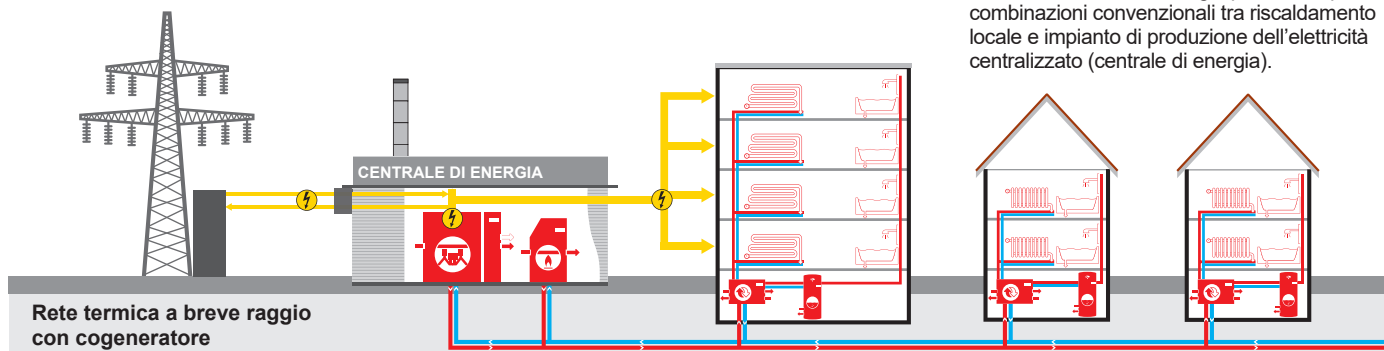 combinazioni convenzionali tra riscaldamento
locale e impianto di produzione dell'elettricità
centralizzato (centrale di energia).
CENTRALE DI ENERGIA
Rete termica a breve raggio
con cogeneratore